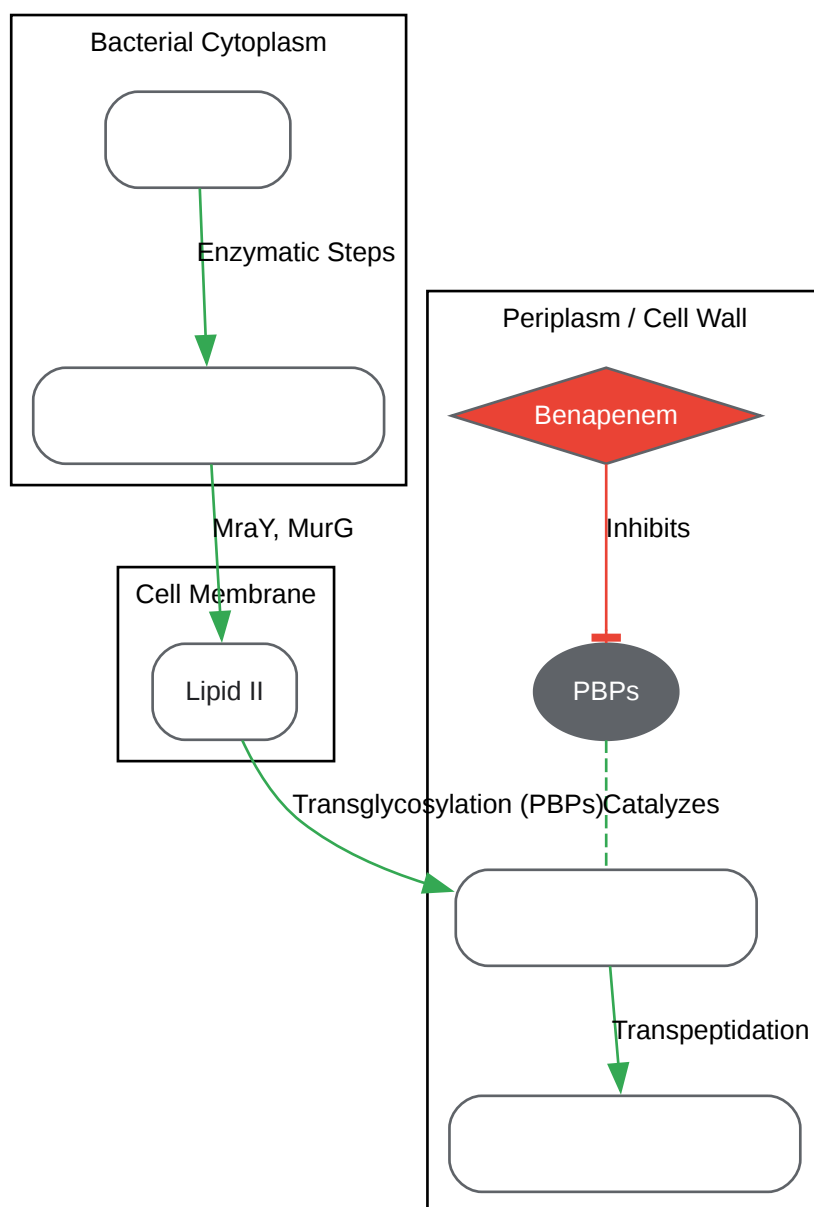 Bacterial Cytoplasm
Enzymatic Steps
Periplasm / Cell Wall
Benapenem
MraY, MurG
Inhibits
Cell Membrane
Lipid II
PBPs
Transglycosylation (PBPs)
Catalyzes
Transpeptidation